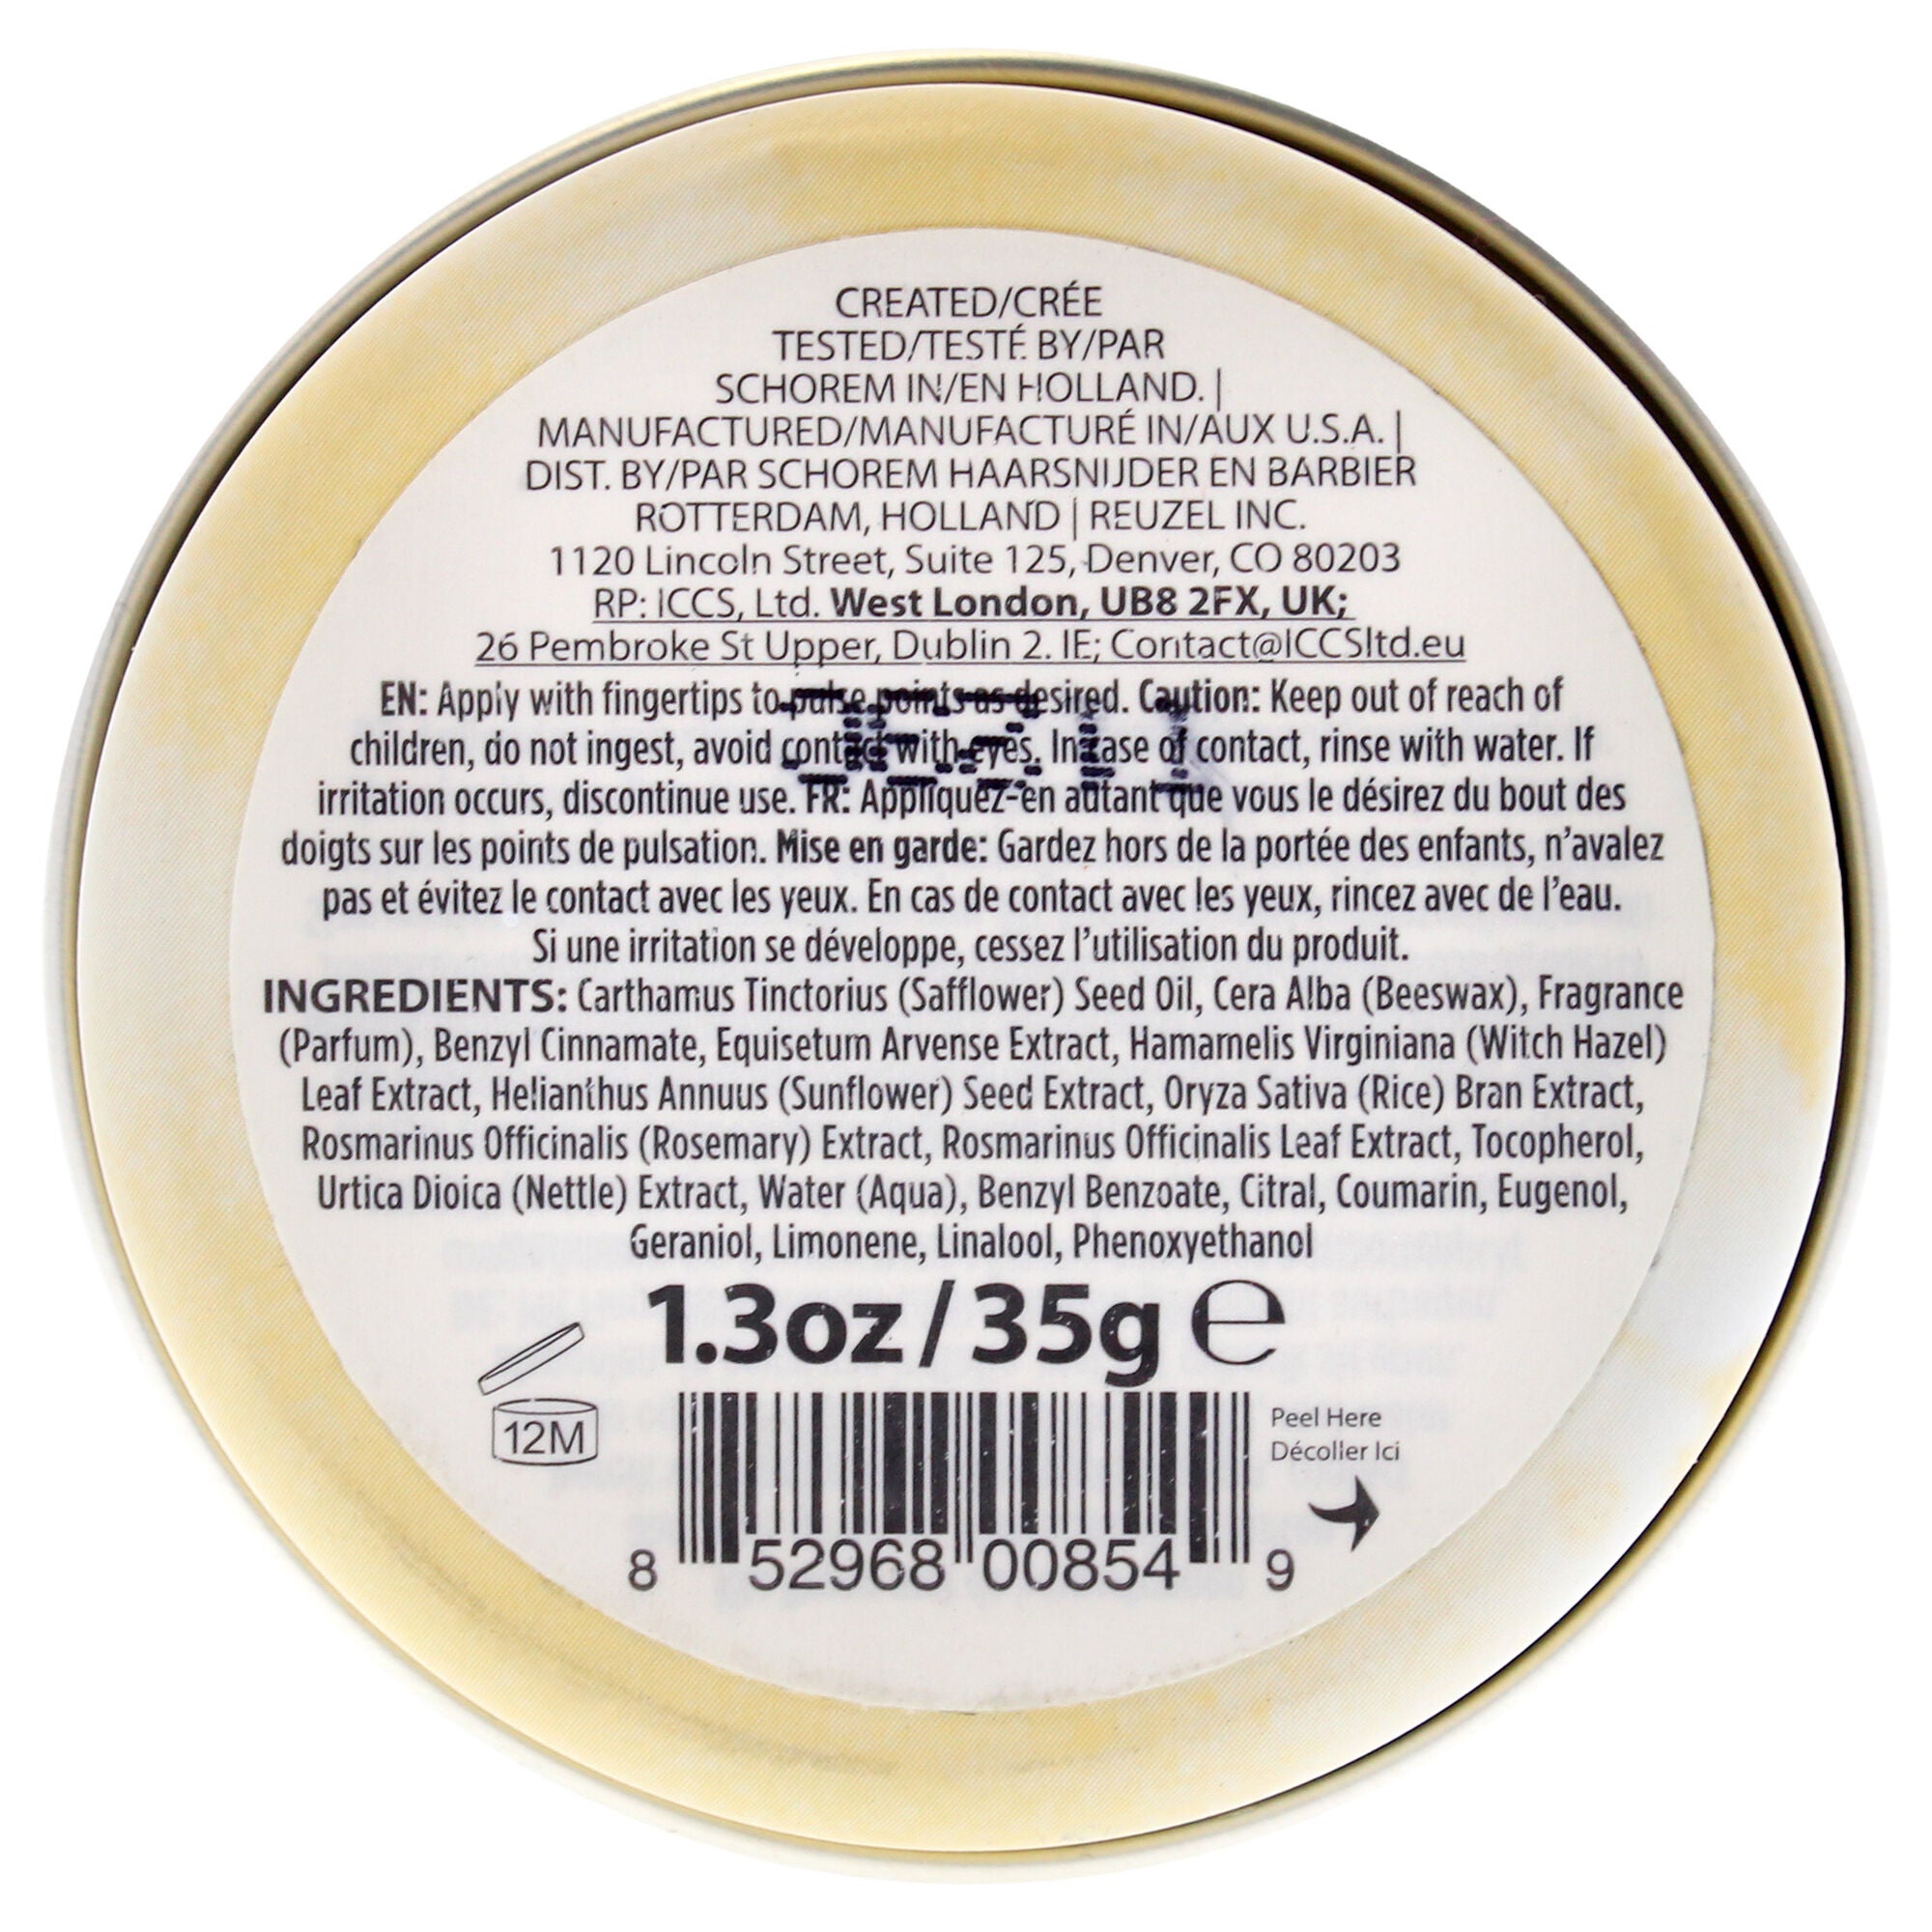 CREATED/CRÉE
TESTED/TESTÉ BY/PAR
SCHOREM IN/EN HOLLAND. |
MANUFACTURED/MANUFACTURÉ IN/AUX U.S.A. |
DIST. BY/PAR SCHOREM HAARSNIJDER EN BARBIER
ROTTERDAM, HOLLAND | REUZEL INC.
1120 Lincoln Street, Suite 125, Denver, CO 80203
RP: ICCS, Ltd. West London, UB8 2FX, UK;
26 Pembroke St Upper, Dublin 2. IE; Contact@ICCSltd.eu
EN: Apply with fingertips to pulse points as desired. Caution: Keep out of reach of
children, do not ingest, avoid contact with eyes. In case of contact, rinse with water. If
irritation occurs, discontinue use. FR: Appliquez-en autant que vous le désirez du bout des
doigts sur les points de pulsation. Mise en garde: Gardez hors de la portée des enfants, n'avalez
pas et évitez le contact avec les yeux. En cas de contact avec les yeux, rincez avec de l'eau.
Si une irritation se développe, cessez l'utilisation du produit.
INGREDIENTS: Carthamus Tinctorius (Safflower) Seed Oil, Cera Alba (Beeswax), Fragrance
(Parfum), Benzyl Cinnamate, Equisetum Arvense Extract, Hamamelis Virginiana (Witch Hazel)
Leaf Extract, Helianthus Annuus (Sunflower) Seed Extract, Oryza Sativa (Rice) Bran Extract,
Rosmarinus Officinalis (Rosemary) Extract, Rosmarinus Officinalis Leaf Extract, Tocopherol,
Urtica Dioica (Nettle) Extract, Water (Aqua), Benzyl Benzoate, Citral, Coumarin, Eugenol,
Geraniol, Limonene, Linalool, Phenoxyethanol
1.3oz/35g ℮
12M
Peel Here
Décoller Ici
8 52968 00854 9